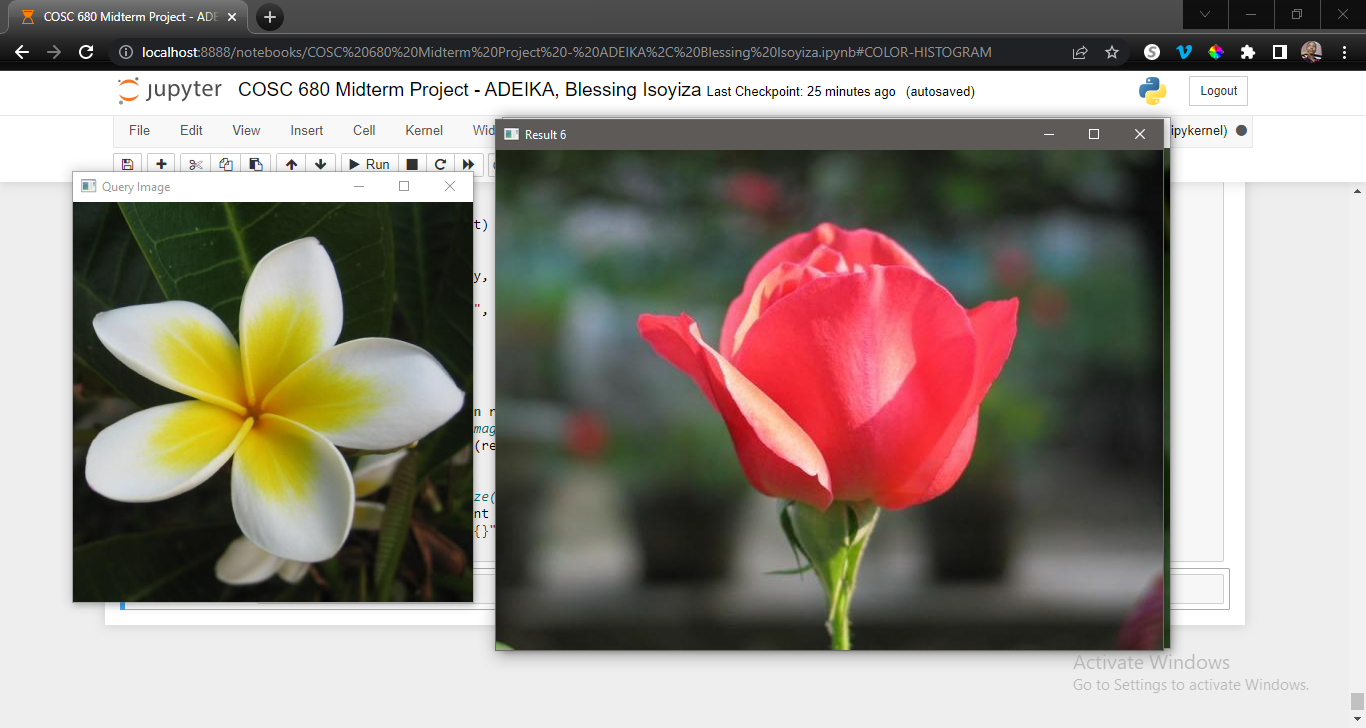 COSC 680 Midterm Project - ADE
localhost:8888/notebooks/COSC%20680%20Midterm%20Project%20-%20ADEIKA%2C%20Blessing%20Isoyiza.ipynb#COLOR-HISTOGRAM
jupyter COSC 680 Midterm Project - ADEIKA, Blessing Isoyiza Last Checkpoint: 25 minutes ago (autosaved) Logout
File Edit View Insert Cell Kernel Wid ipykernel)
Result 6
Run
Query Image
t)
y,
",
n r
mag
(re
ze(
nt
{}"
Activate Windows
Go to Settings to activate Windows.